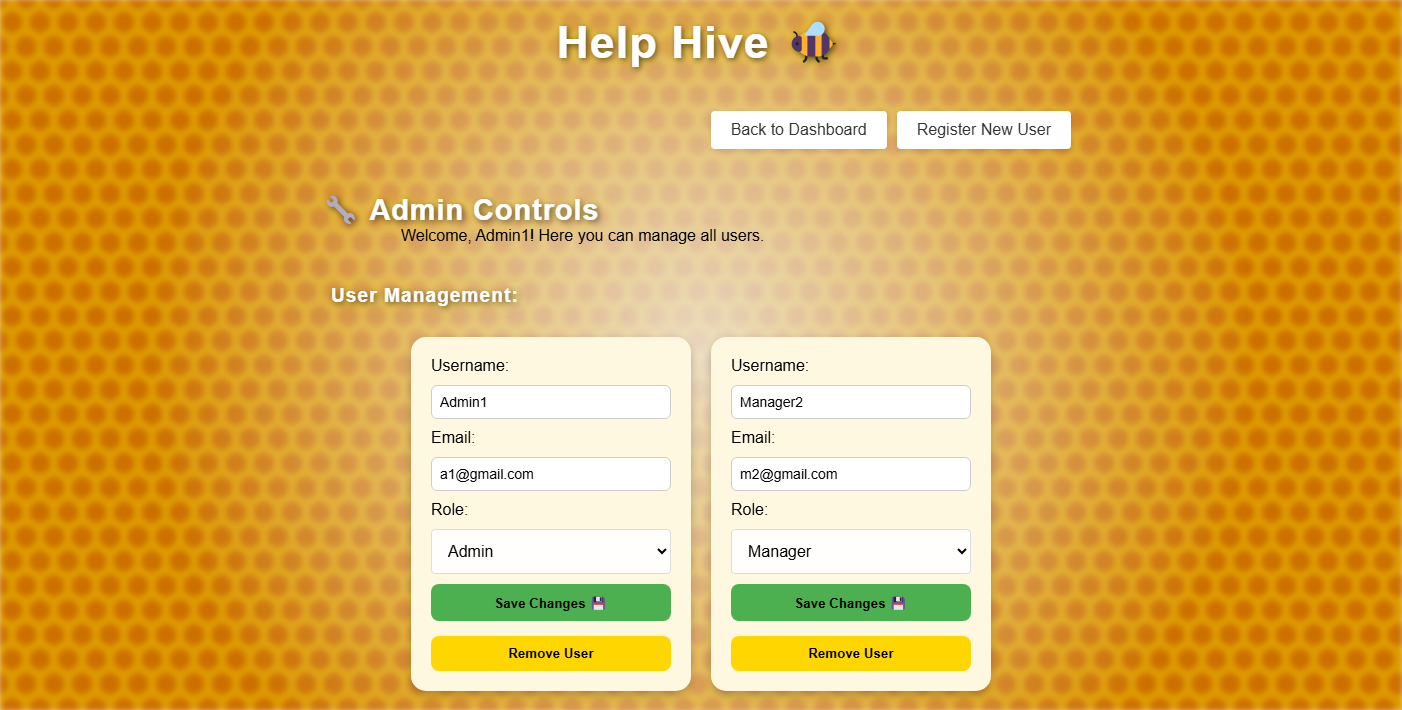 Help Hive 🐝
Back to Dashboard Register New User
🔧 Admin Controls
Welcome, Admin1! Here you can manage all users.
User Management:
Username:
Admin1
Email:
a1@gmail.com
Role:
Admin
Save Changes 💾
Remove User
Username:
Manager2
Email:
m2@gmail.com
Role:
Manager
Save Changes 💾
Remove User